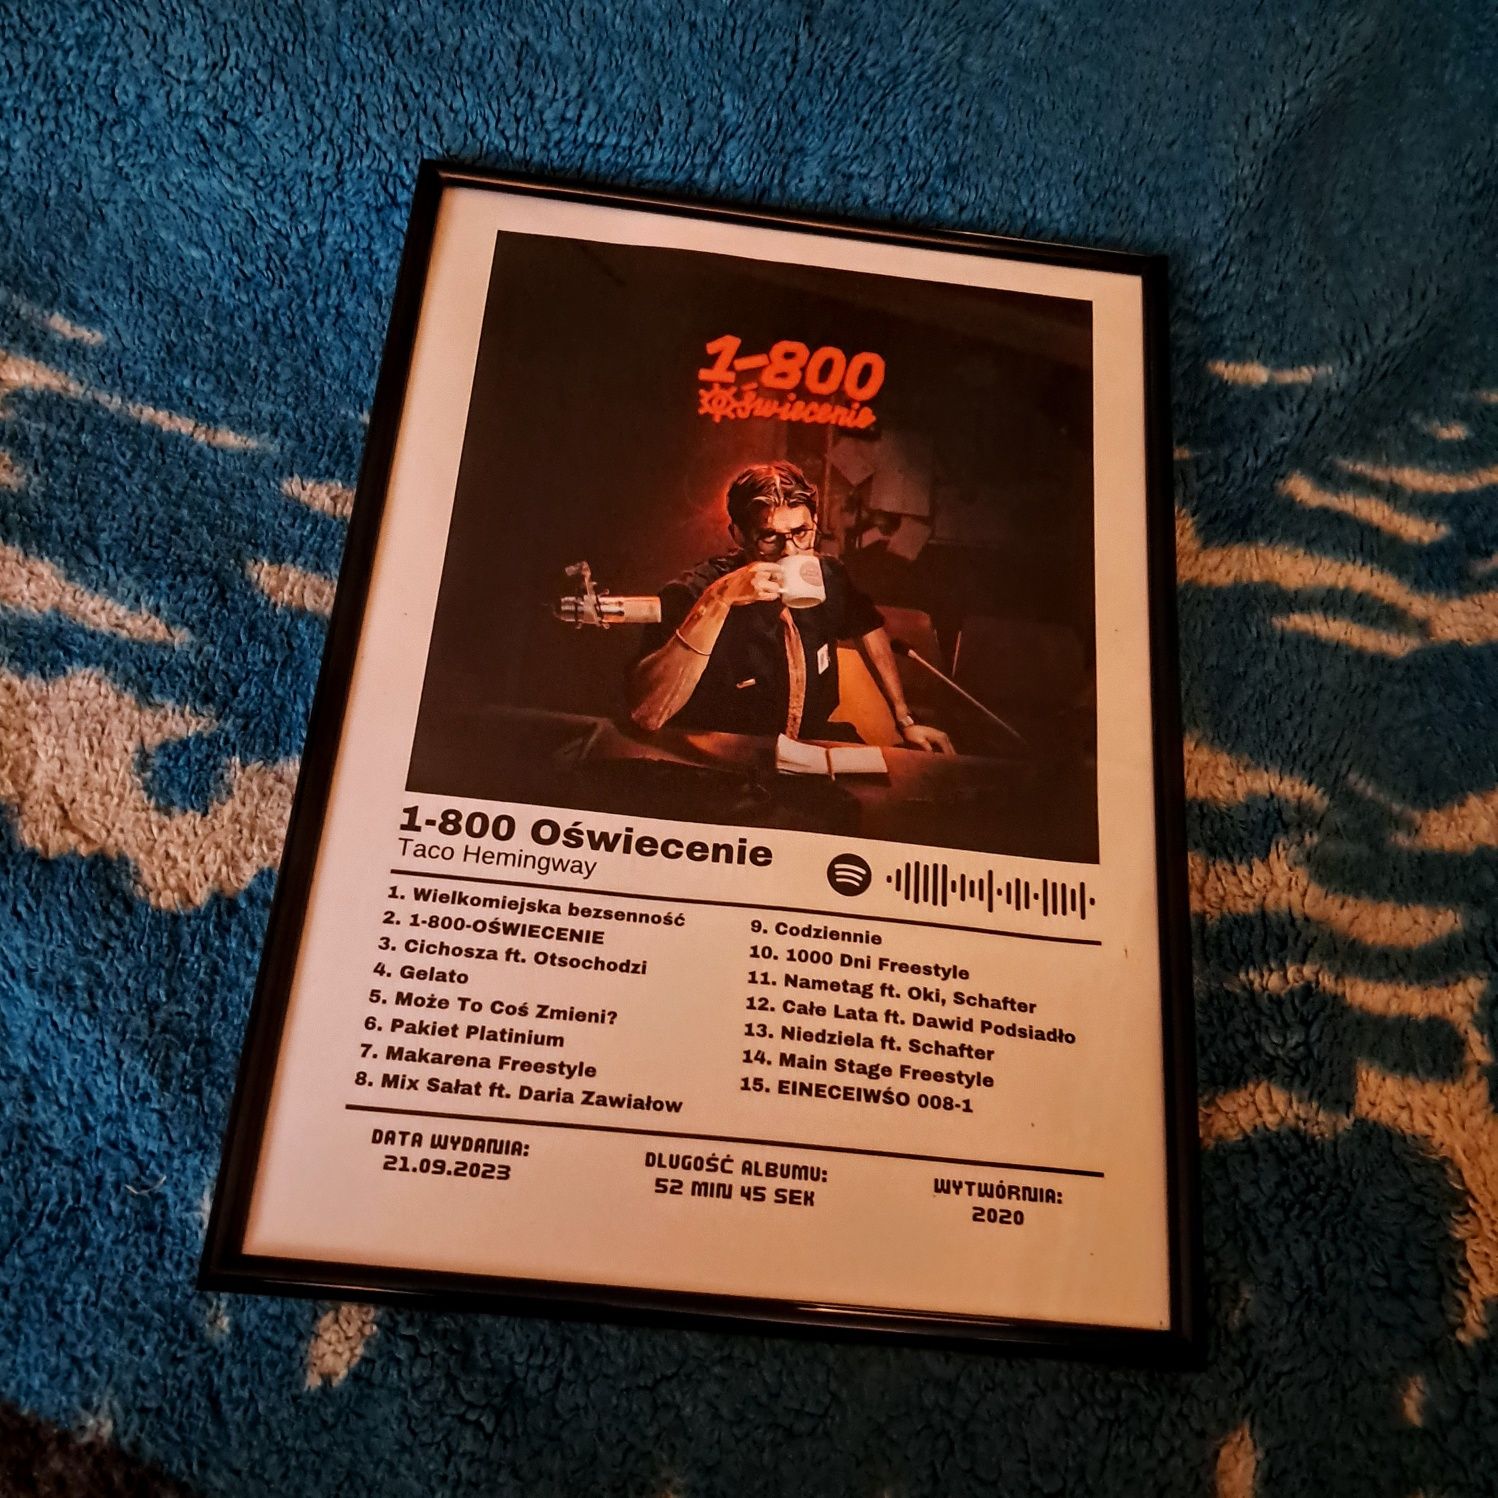 1-800
Oświecenie
1-800 Oświecenie
Taco Hemingway
1. Wielkomiejska bezsenność
2. 1-800-OŚWIECENIE
3. Cichosza ft. Otsochodzi
4. Gelato
5. Może To Coś Zmieni?
6. Pakiet Platinium
7. Makarena Freestyle
8. Mix Sałat ft. Daria Zawiałow
9. Codziennie
10. 1000 Dni Freestyle
11. Nametag ft. Oki, Schafter
12. Całe Lata ft. Dawid Podsiadło
13. Niedziela ft. Schafter
14. Main Stage Freestyle
15. EINECEIWŚO 008-1
DATA WYDANIA:
21.09.2023
DLUGOŚĆ ALBUMU:
52 MIN 45 SEK
WYTWÓRNIA:
2020